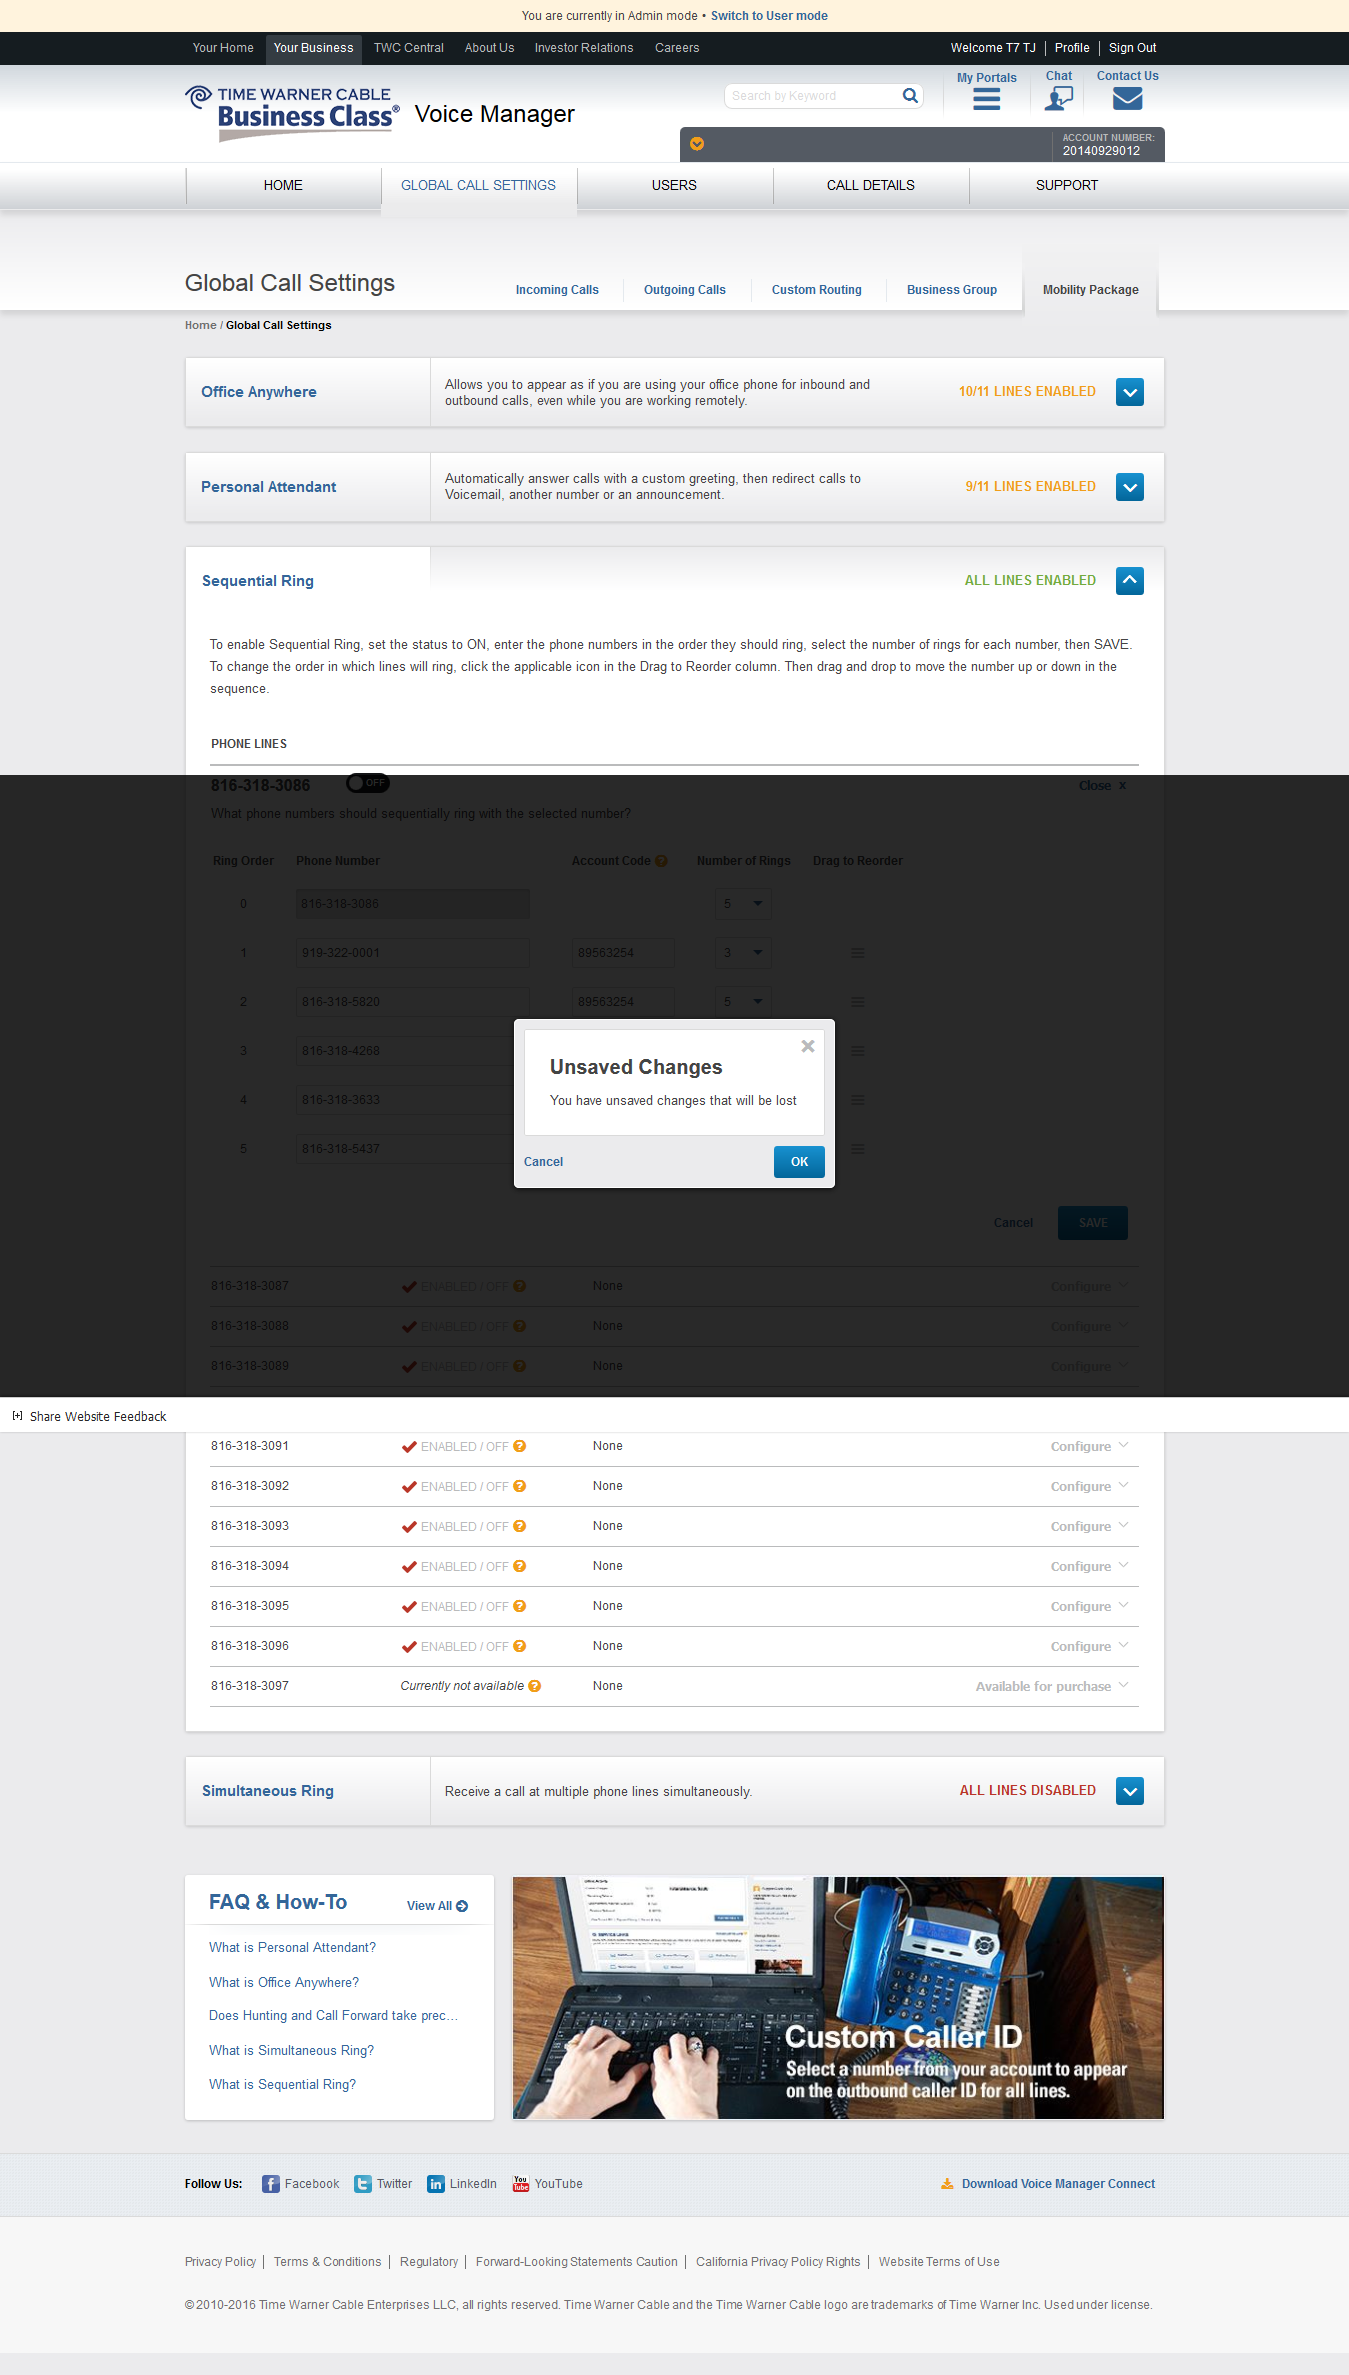 You are currently in Admin mode • Switch to User mode
Your Home Your Business TWC Central About Us Investor Relations Careers Welcome T7 TJ Profile Sign Out
TIME WARNER CABLE
Business Class®
Voice Manager
Search by Keyword
My Portals Chat Contact Us
ACCOUNT NUMBER:
20140929012
HOME GLOBAL CALL SETTINGS USERS CALL DETAILS SUPPORT
Global Call Settings
Incoming Calls Outgoing Calls Custom Routing Business Group Mobility Package
Home / Global Call Settings
Office Anywhere
Allows you to appear as if you are using your office phone for inbound and
outbound calls, even while you are working remotely.
10/11 LINES ENABLED
Personal Attendant
Automatically answer calls with a custom greeting, then redirect calls to
Voicemail, another number or an announcement.
9/11 LINES ENABLED
Sequential Ring
ALL LINES ENABLED
To enable Sequential Ring, set the status to ON, enter the phone numbers in the order they should ring, select the number of rings for each number, then SAVE.
To change the order in which lines will ring, click the applicable icon in the Drag to Reorder column. Then drag and drop to move the number up or down in the
sequence.
PHONE LINES
816-318-3086 OFF Close x
What phone numbers should sequentially ring with the selected number?
Ring Order Phone Number Account Code ? Number of Rings Drag to Reorder
0 816-318-3086 5
1 919-322-0001 89563254 3
2 816-318-5820 89563254 5
3 816-318-4268
4 816-318-3633
5 816-318-5437
Unsaved Changes
You have unsaved changes that will be lost
Cancel OK
Cancel SAVE
816-318-3087 ENABLED / OFF ? None Configure
816-318-3088 ENABLED / OFF ? None Configure
816-318-3089 ENABLED / OFF ? None Configure
[+] Share Website Feedback
816-318-3091 ENABLED / OFF ? None Configure
816-318-3092 ENABLED / OFF ? None Configure
816-318-3093 ENABLED / OFF ? None Configure
816-318-3094 ENABLED / OFF ? None Configure
816-318-3095 ENABLED / OFF ? None Configure
816-318-3096 ENABLED / OFF ? None Configure
816-318-3097 Currently not available ? None Available for purchase
Simultaneous Ring
Receive a call at multiple phone lines simultaneously.
ALL LINES DISABLED
FAQ & How-To View All
What is Personal Attendant?
What is Office Anywhere?
Does Hunting and Call Forward take prec...
What is Simultaneous Ring?
What is Sequential Ring?
Custom Caller ID
Select a number from your account to appear
on the outbound caller ID for all lines.
Follow Us: Facebook Twitter LinkedIn YouTube Download Voice Manager Connect
Privacy Policy Terms & Conditions Regulatory Forward-Looking Statements Caution California Privacy Policy Rights Website Terms of Use
© 2010-2016 Time Warner Cable Enterprises LLC, all rights reserved. Time Warner Cable and the Time Warner Cable logo are trademarks of Time Warner Inc. Used under license.